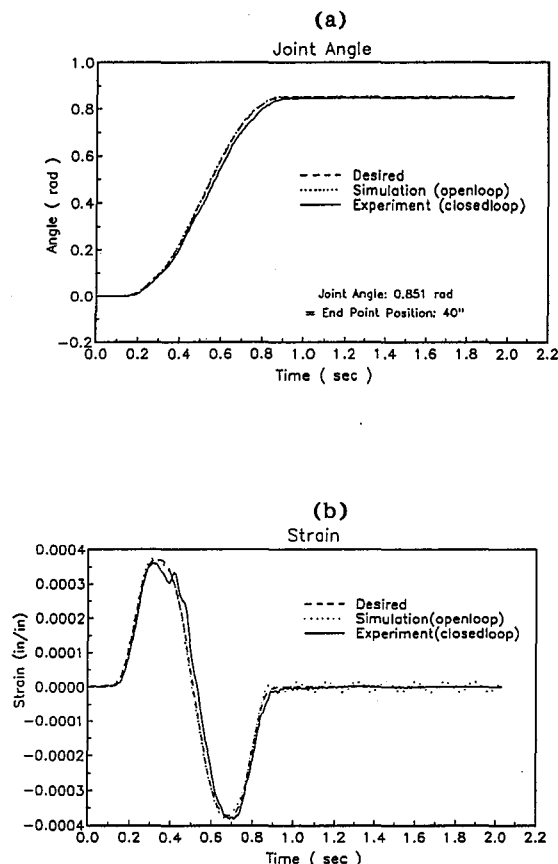 (a)
Joint Angle
1.0
0.8
0.6
0.4
0.2
0.0
−0.2
Angle ( rad )
Desired
Simulation (openloop)
Experiment (closedloop)
Joint Angle: 0.851 rad
= End Point Position: 40"
0.0 0.2 0.4 0.6 0.8 1.0 1.2 1.4 1.6 1.8 2.0 2.2
Time ( sec )
(b)
Strain
0.0004
0.0003
0.0002
0.0001
0.0000
−0.0001
−0.0002
−0.0003
−0.0004
Strain (in/in)
Desired
Simulation(openloop)
Experiment(closedloop)
0.0 0.2 0.4 0.6 0.8 1.0 1.2 1.4 1.6 1.8 2.0 2.2
Time ( sec )